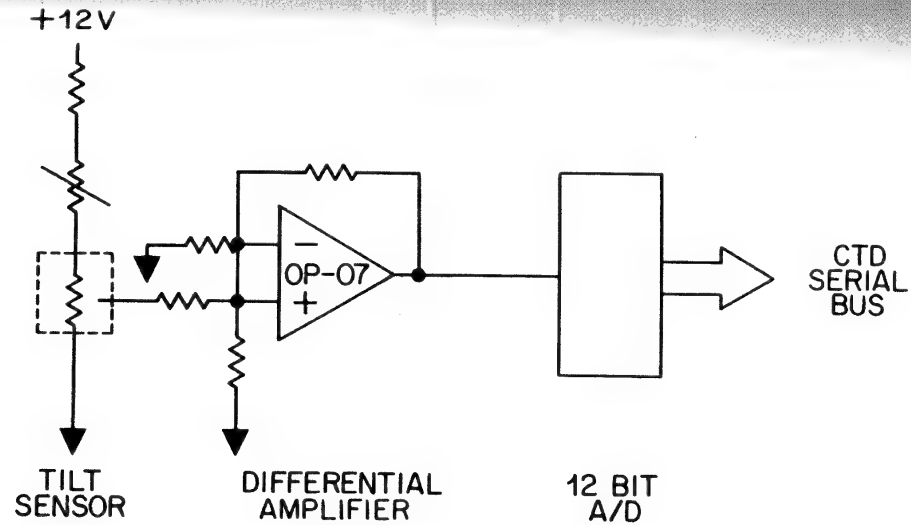 +12V
−
OP-07
+
CTD
SERIAL
BUS
TILT
SENSOR
DIFFERENTIAL
AMPLIFIER
12 BIT
A/D